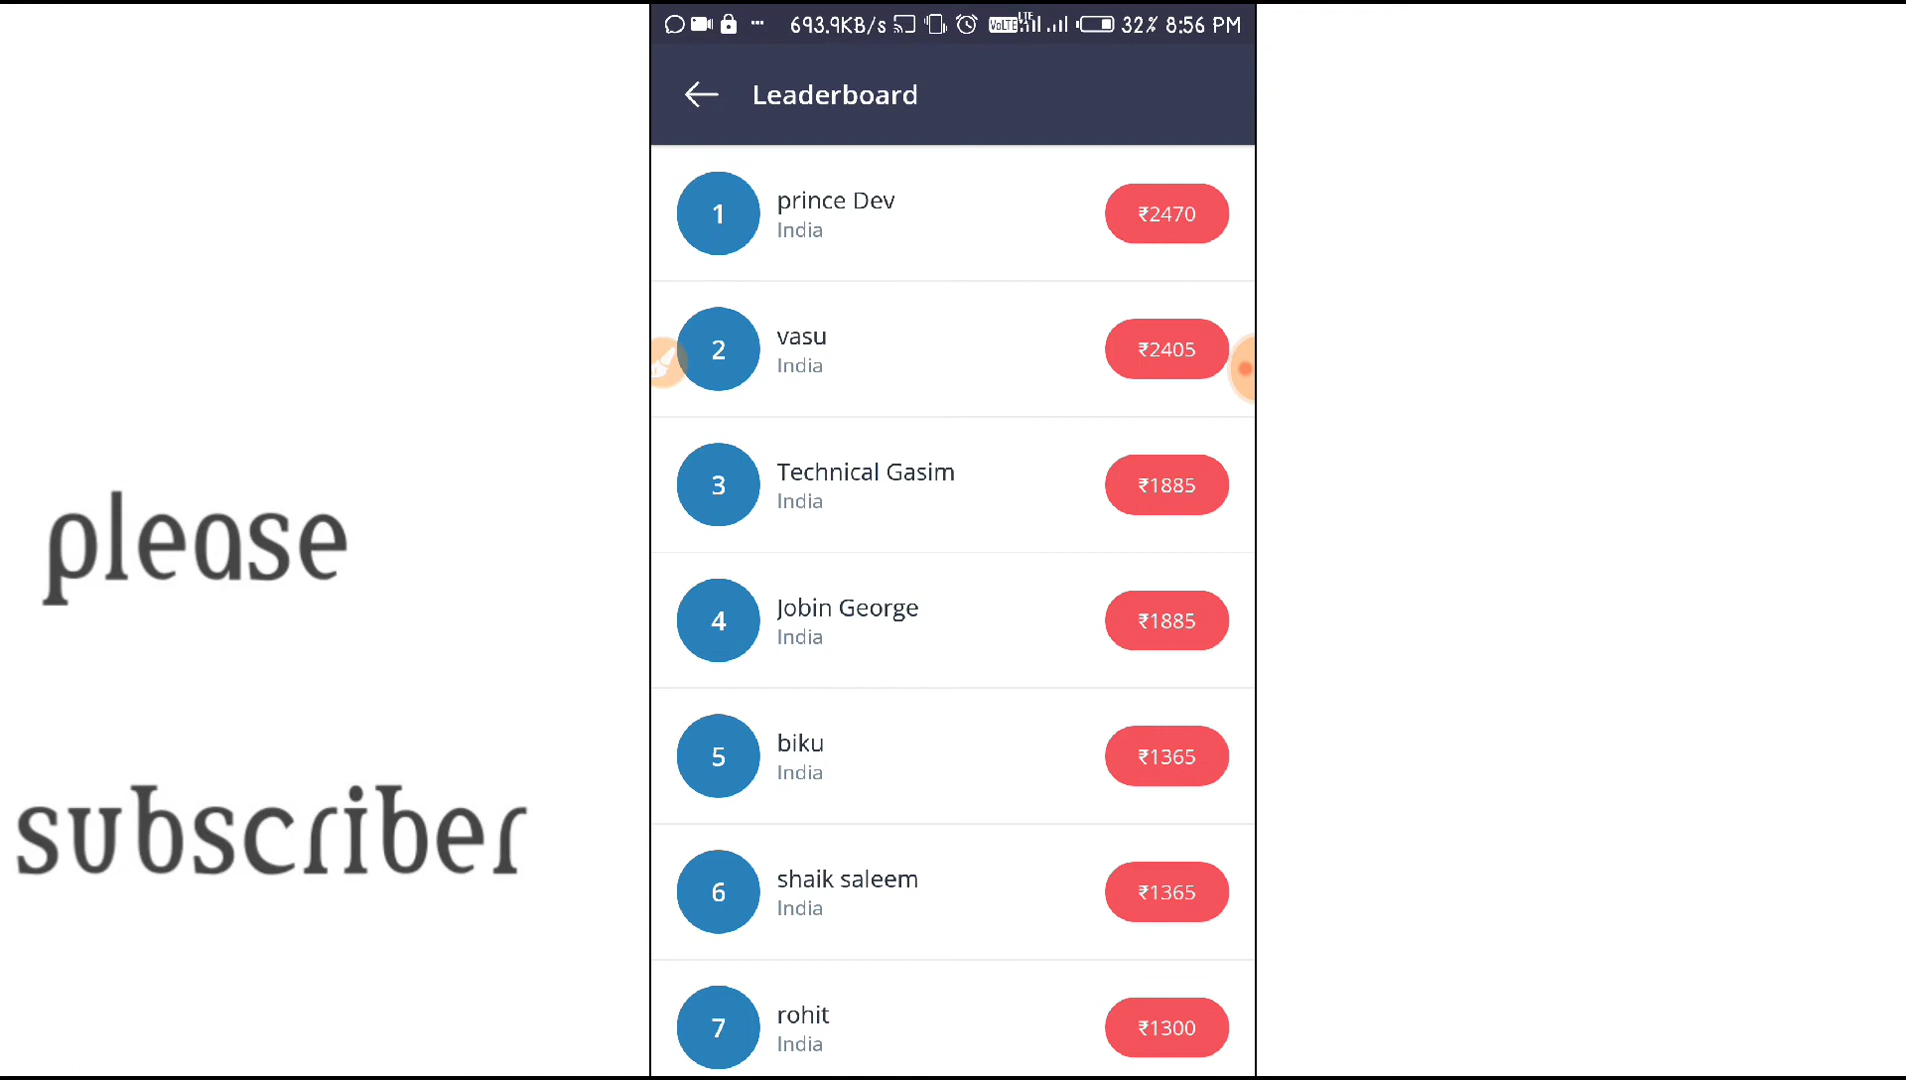 693.9KB/s VoLTE LTE 32% 8:56 PM
Leaderboard
1 prince Dev ₹2470
India
2 vasu ₹2405
India
3 Technical Gasim ₹1885
India
please
4 Jobin George ₹1885
India
5 biku ₹1365
India
subscriber
6 shaik saleem ₹1365
India
7 rohit ₹1300
India